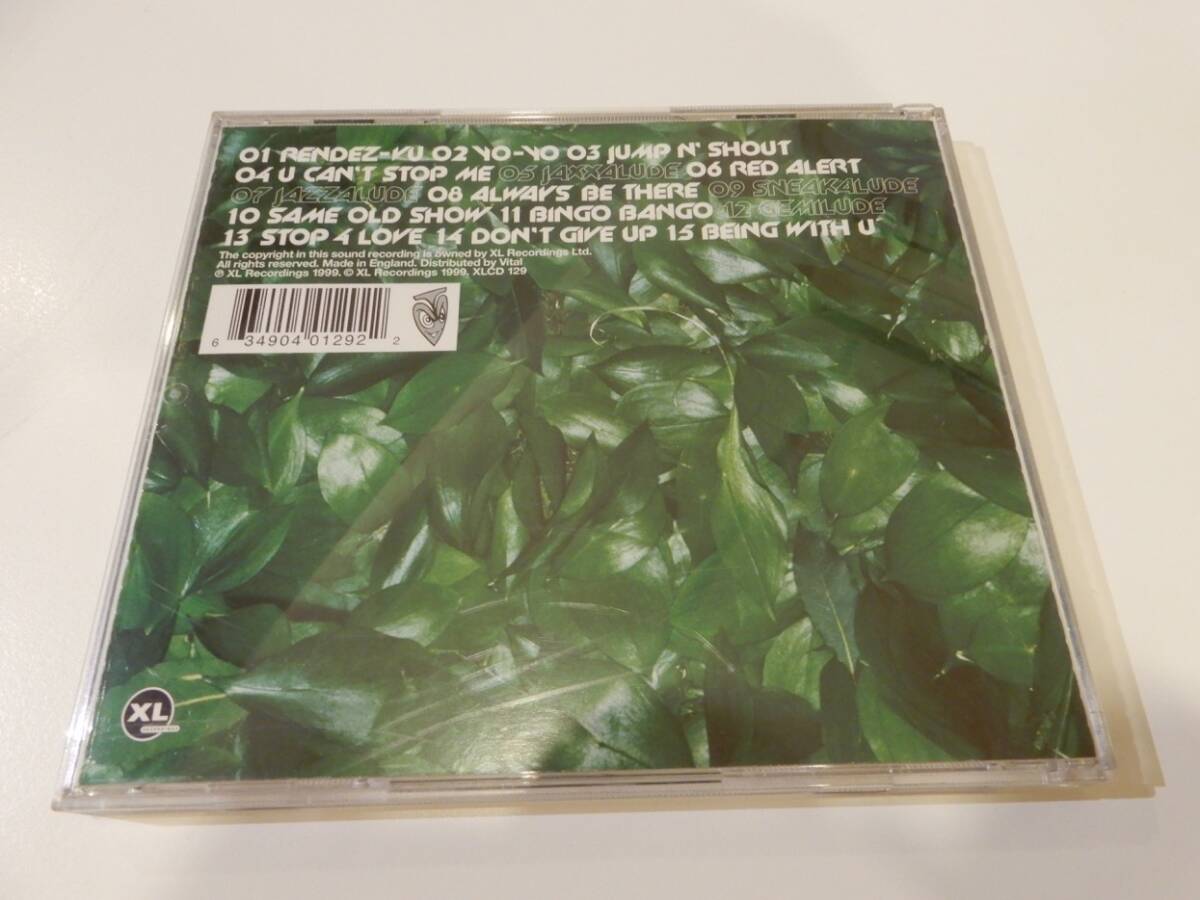 01 RENDEZ-VU 02 YO-YO 03 JUMP N' SHOUT
04 U CAN'T STOP ME 05 JAXXALUDE 06 RED ALERT
07 JAZZALUDE 08 ALWAYS BE THERE 09 SNEAKALUDE
10 SAME OLD SHOW 11 BINGO BANGO 12 GEMILUDE
13 STOP 4 LOVE 14 DON'T GIVE UP 15 BEING WITH U
The copyright in this sound recording is owned by XL Recordings Ltd.
All rights reserved. Made in England. Distributed by Vital
℗ XL Recordings 1999. © XL Recordings 1999. XLCD 129
6 34904 01292 2
XL